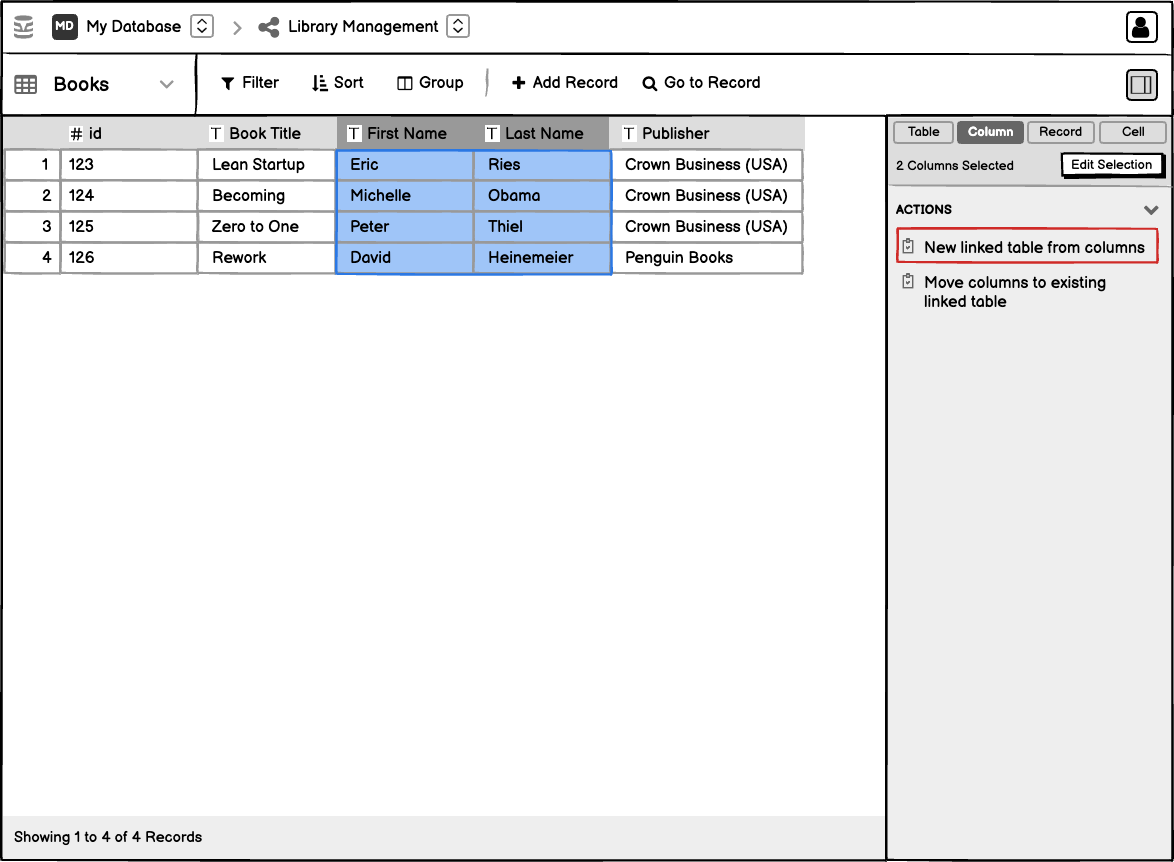 MD My Database Library Management
Books Filter Sort Group Add Record Go to Record
# id T Book Title T First Name T Last Name T Publisher
1 123 Lean Startup Eric Ries Crown Business (USA)
2 124 Becoming Michelle Obama Crown Business (USA)
3 125 Zero to One Peter Thiel Crown Business (USA)
4 126 Rework David Heinemeier Penguin Books
Showing 1 to 4 of 4 Records
Table Column Record Cell
2 Columns Selected Edit Selection
ACTIONS
New linked table from columns
Move columns to existing
linked table